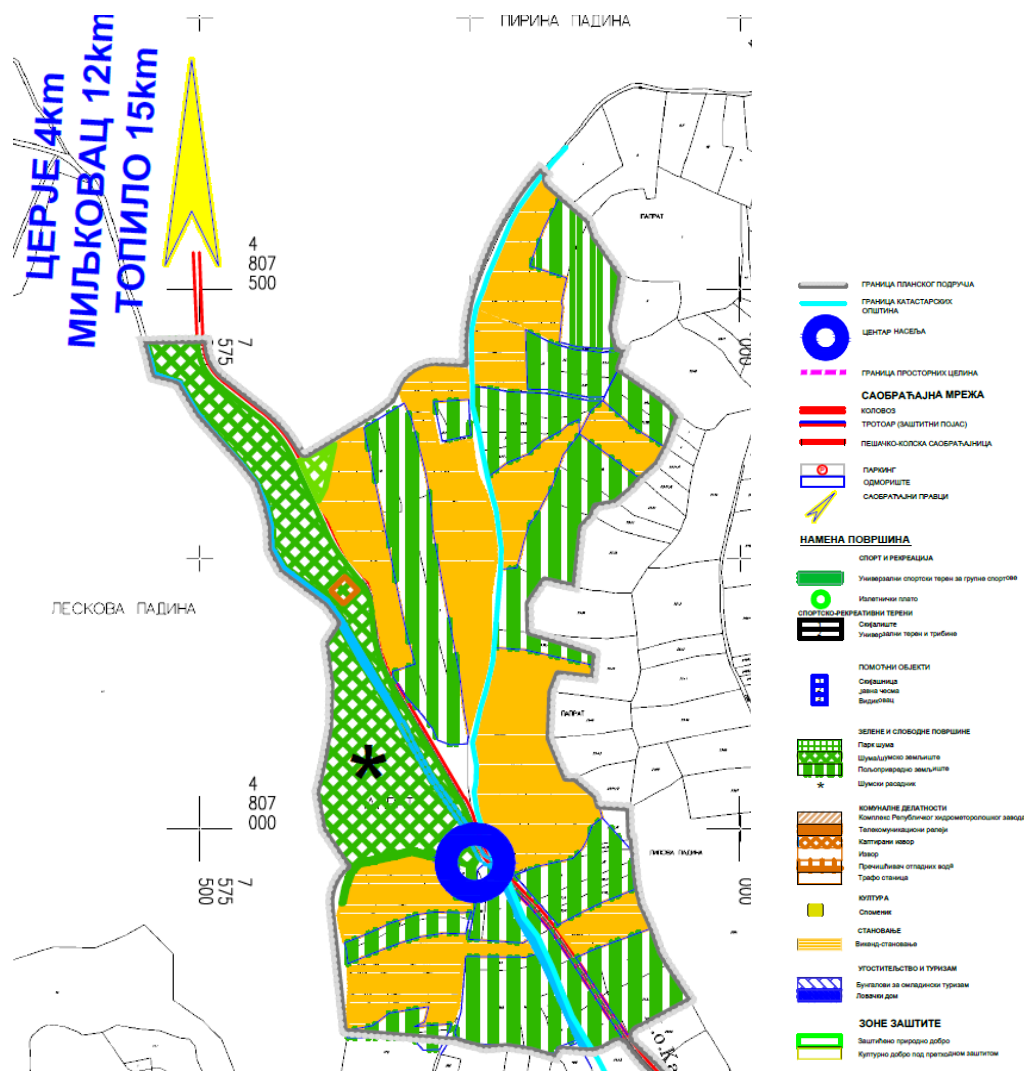 ПИРИНА ПАДИНА
ЦЕРЈЕ 4km
МИЉКОВАЦ 12km
ТОПИЛО 15km
4
807
500
7
575
000
ПАПРАТ
ЛЕСКОВА ПАДИНА
ПАПРАТ
4
807
000
ЛИПОВА ПАДИНА
7
575
500
000
.о.Ка
ГРАНИЦА ПЛАНСКОГ ПОДРУЧЈА
ГРАНИЦА КАТАСТАРСКИХ
ОПШТИНА
ЦЕНТАР НАСЕЉА
ГРАНИЦА ПРОСТОРНИХ ЦЕЛИНА
САОБРАЋАЈНА МРЕЖА
КОЛОВОЗ
ТРОТОАР (ЗАШТИТНИ ПОЈАС)
ПЕШАЧКО-КОЛСКА САОБРАЋАЈНИЦА
ПАРКИНГ
ОДМОРИШТЕ
САОБРАЋАЈНИ ПРАВЦИ
НАМЕНА ПОВРШИНА
СПОРТ И РЕКРЕАЦИЈА
Универзални спортски терен за групне спортове
Излетнички плато
СПОРТСКО-РЕКРЕАТИВНИ ТЕРЕНИ
Скијалиште
Универзални терен и трибине
ПОМОЋНИ ОБЈЕКТИ
Скијашница
Јавна чесма
Видиковац
ЗЕЛЕНЕ И СЛОБОДНЕ ПОВРШИНЕ
Парк шума
Шума/шумско земљиште
Пољопривредно земљиште
* Шумски расадник
КОМУНАЛНЕ ДЕЛАТНОСТИ
Комплекс Републичког хидрометоролошког завода
Телекомуникациони релеји
Каптирани извор
Извор
Пречишћивач отпадних вода
Трафо станица
КУЛТУРА
Споменик
СТАНОВАЊЕ
Викенд-становање
УГОСТИТЕЉСТВО И ТУРИЗАМ
Бунгалови за омладински туризам
Ловачки дом
ЗОНЕ ЗАШТИТЕ
Заштићено природно добро
Културно добро под претходном заштитом